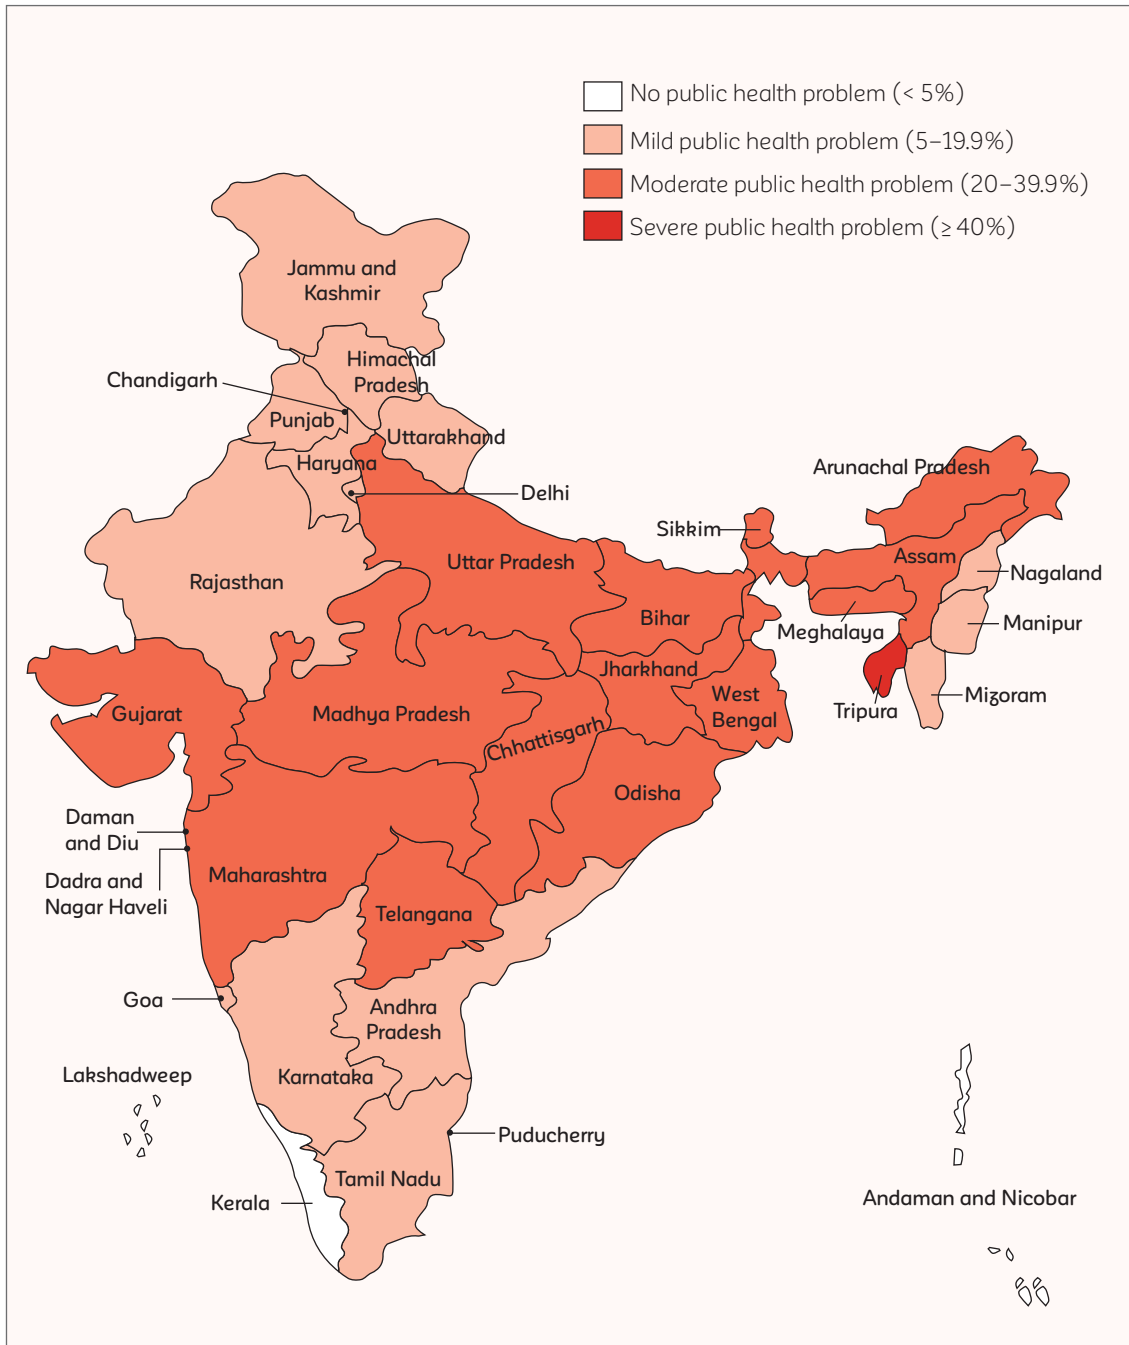 No public health problem (< 5%)
Mild public health problem (5–19.9%)
Moderate public health problem (20–39.9%)
Severe public health problem (≥ 40%)
Jammu and
Kashmir
Himachal
Pradesh
Chandigarh
Punjab
Uttarakhand
Haryana
Delhi
Arunachal Pradesh
Sikkim
Assam
Uttar Pradesh
Nagaland
Rajasthan
Bihar
Meghalaya
Manipur
Jharkhand
Mizoram
West
Bengal
Tripura
Gujarat
Madhya Pradesh
Chhattisgarh
Odisha
Daman
and Diu
Dadra and
Nagar Haveli
Maharashtra
Telangana
Goa
Andhra
Pradesh
Lakshadweep
Karnataka
Puducherry
Tamil Nadu
Kerala
Andaman and Nicobar